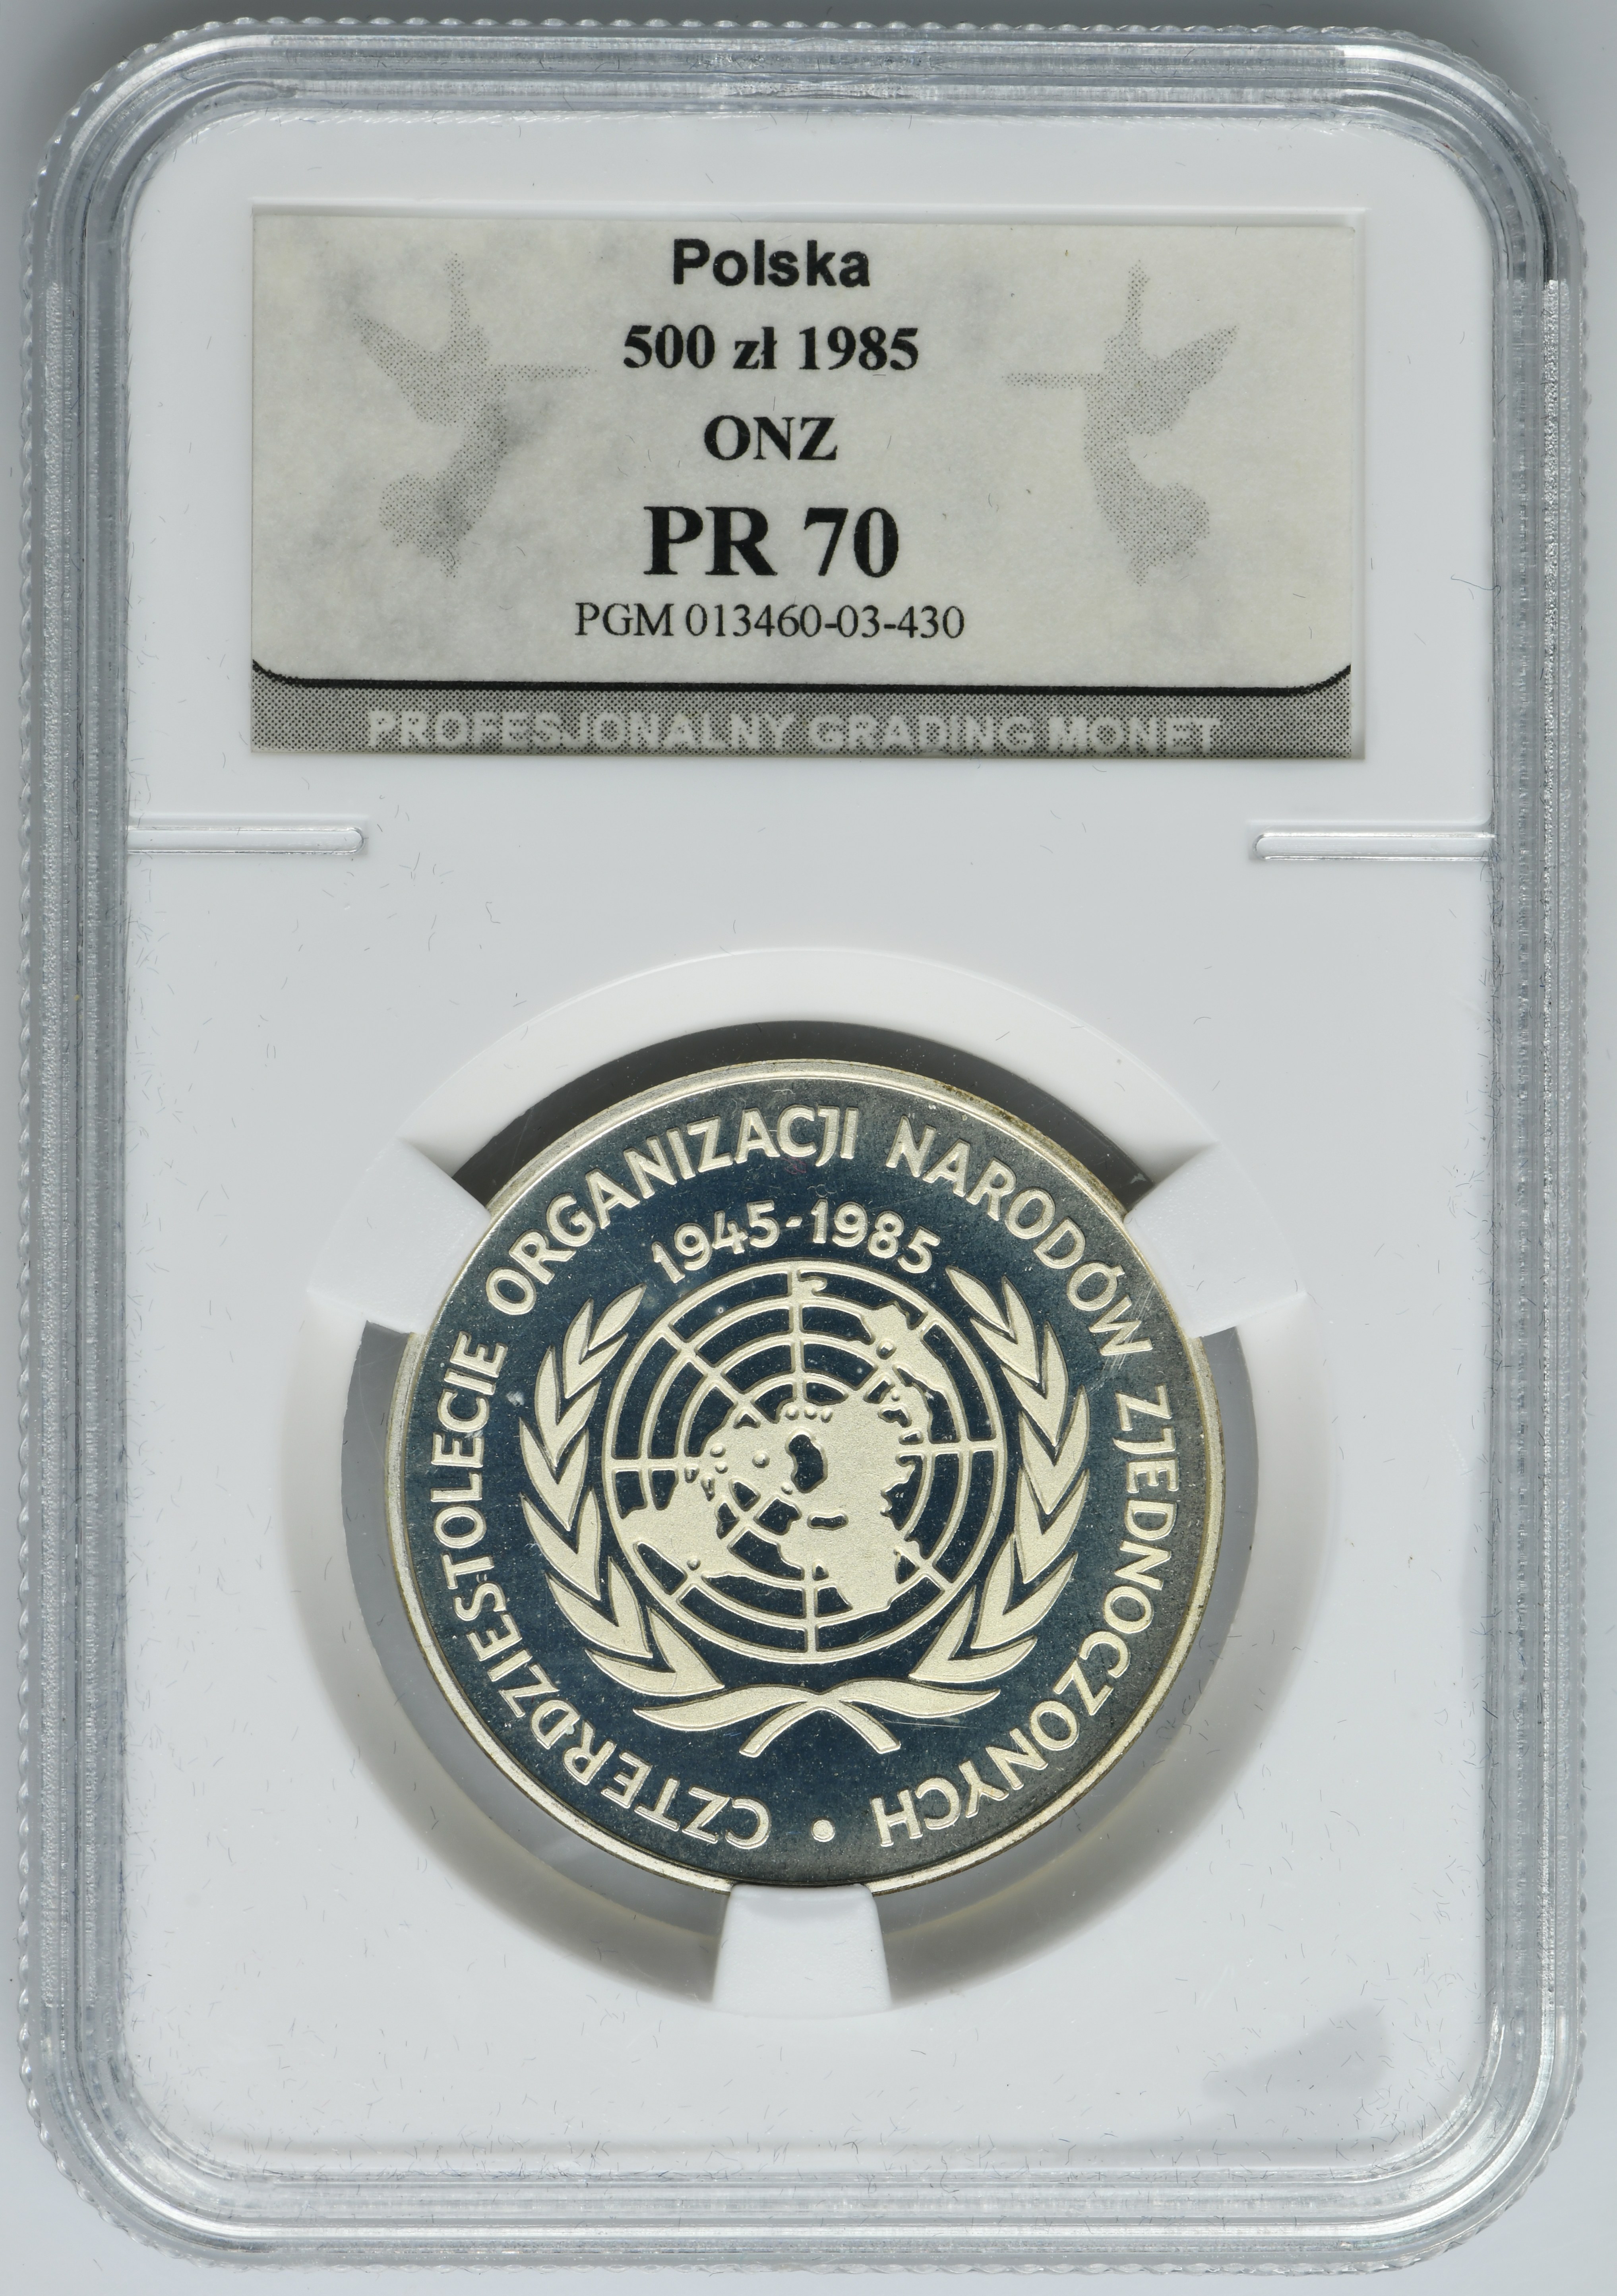 Polska
500 zł 1985
ONZ
PR 70
PGM 013460-03-430
PROFESJONALNY GRADING MONET
CZTERDZIESTOLECIE ORGANIZACJI NARODÓW ZJEDNOCZONYCH •
1945-1985